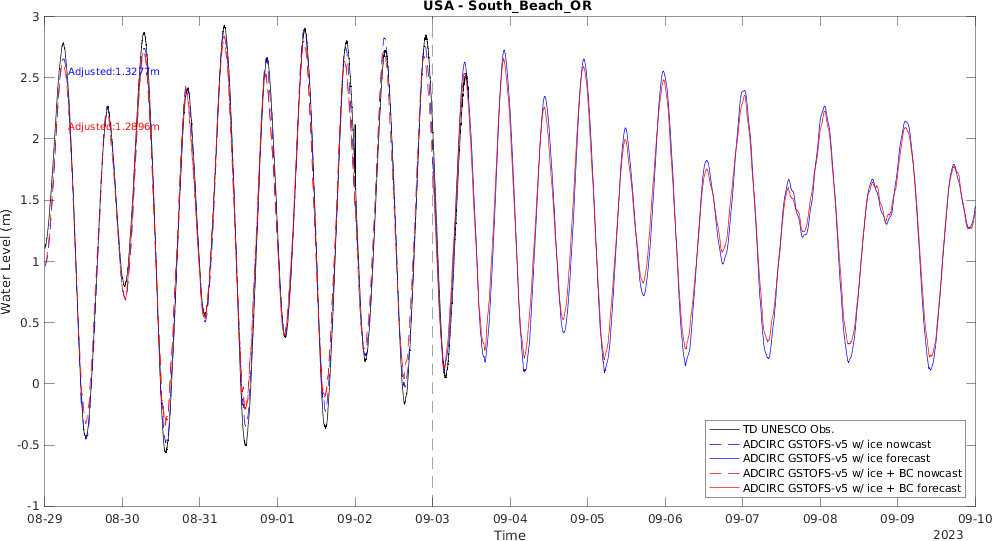 USA - South_Beach_OR
3
2.5
2
1.5
1
0.5
0
-0.5
-1
Water Level (m)
Adjusted:1.3277m
Adjusted:1.2896m
TD UNESCO Obs.
ADCIRC GSTOFS-v5 w/ ice nowcast
ADCIRC GSTOFS-v5 w/ ice forecast
ADCIRC GSTOFS-v5 w/ ice + BC nowcast
ADCIRC GSTOFS-v5 w/ ice + BC forecast
08-29 08-30 08-31 09-01 09-02 09-03 09-04 09-05 09-06 09-07 09-08 09-09 09-10
Time
2023